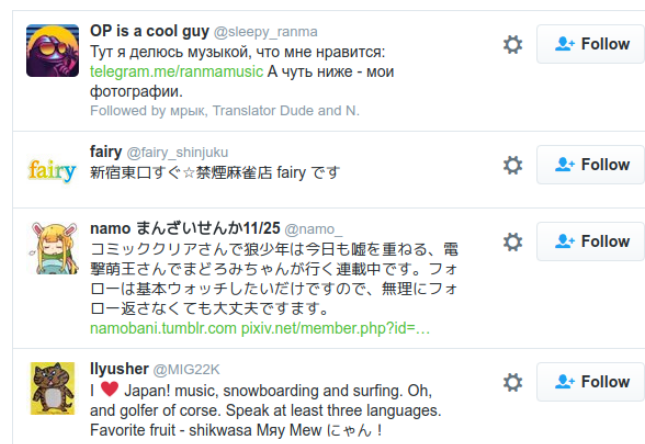 OP is a cool guy @sleepy_ranma
Тут я делюсь музыкой, что мне нравится:
telegram.me/ranmamusic А чуть ниже - мои
фотографии.
Followed by мрык, Translator Dude and N.
Follow
fairy
fairy @fairy_shinjuku
新宿東口すぐ☆禁煙麻雀店 fairy です
Follow
namo まんざいせんか11/25 @namo_
コミッククリアさんで狼少年は今日も嘘を重ねる、電
撃萌王さんでまどろみちゃんが行く連載中です。フォ
ローは基本ウォッチしたいだけですので、無理にフォ
ロー返さなくても大丈夫ですます。
namobani.tumblr.com pixiv.net/member.php?id=…
Follow
Ilyusher @MIG22K
I ❤ Japan! music, snowboarding and surfing. Oh,
and golfer of corse. Speak at least three languages.
Favorite fruit - shikwasa Мяу Mew にゃん！
Follow